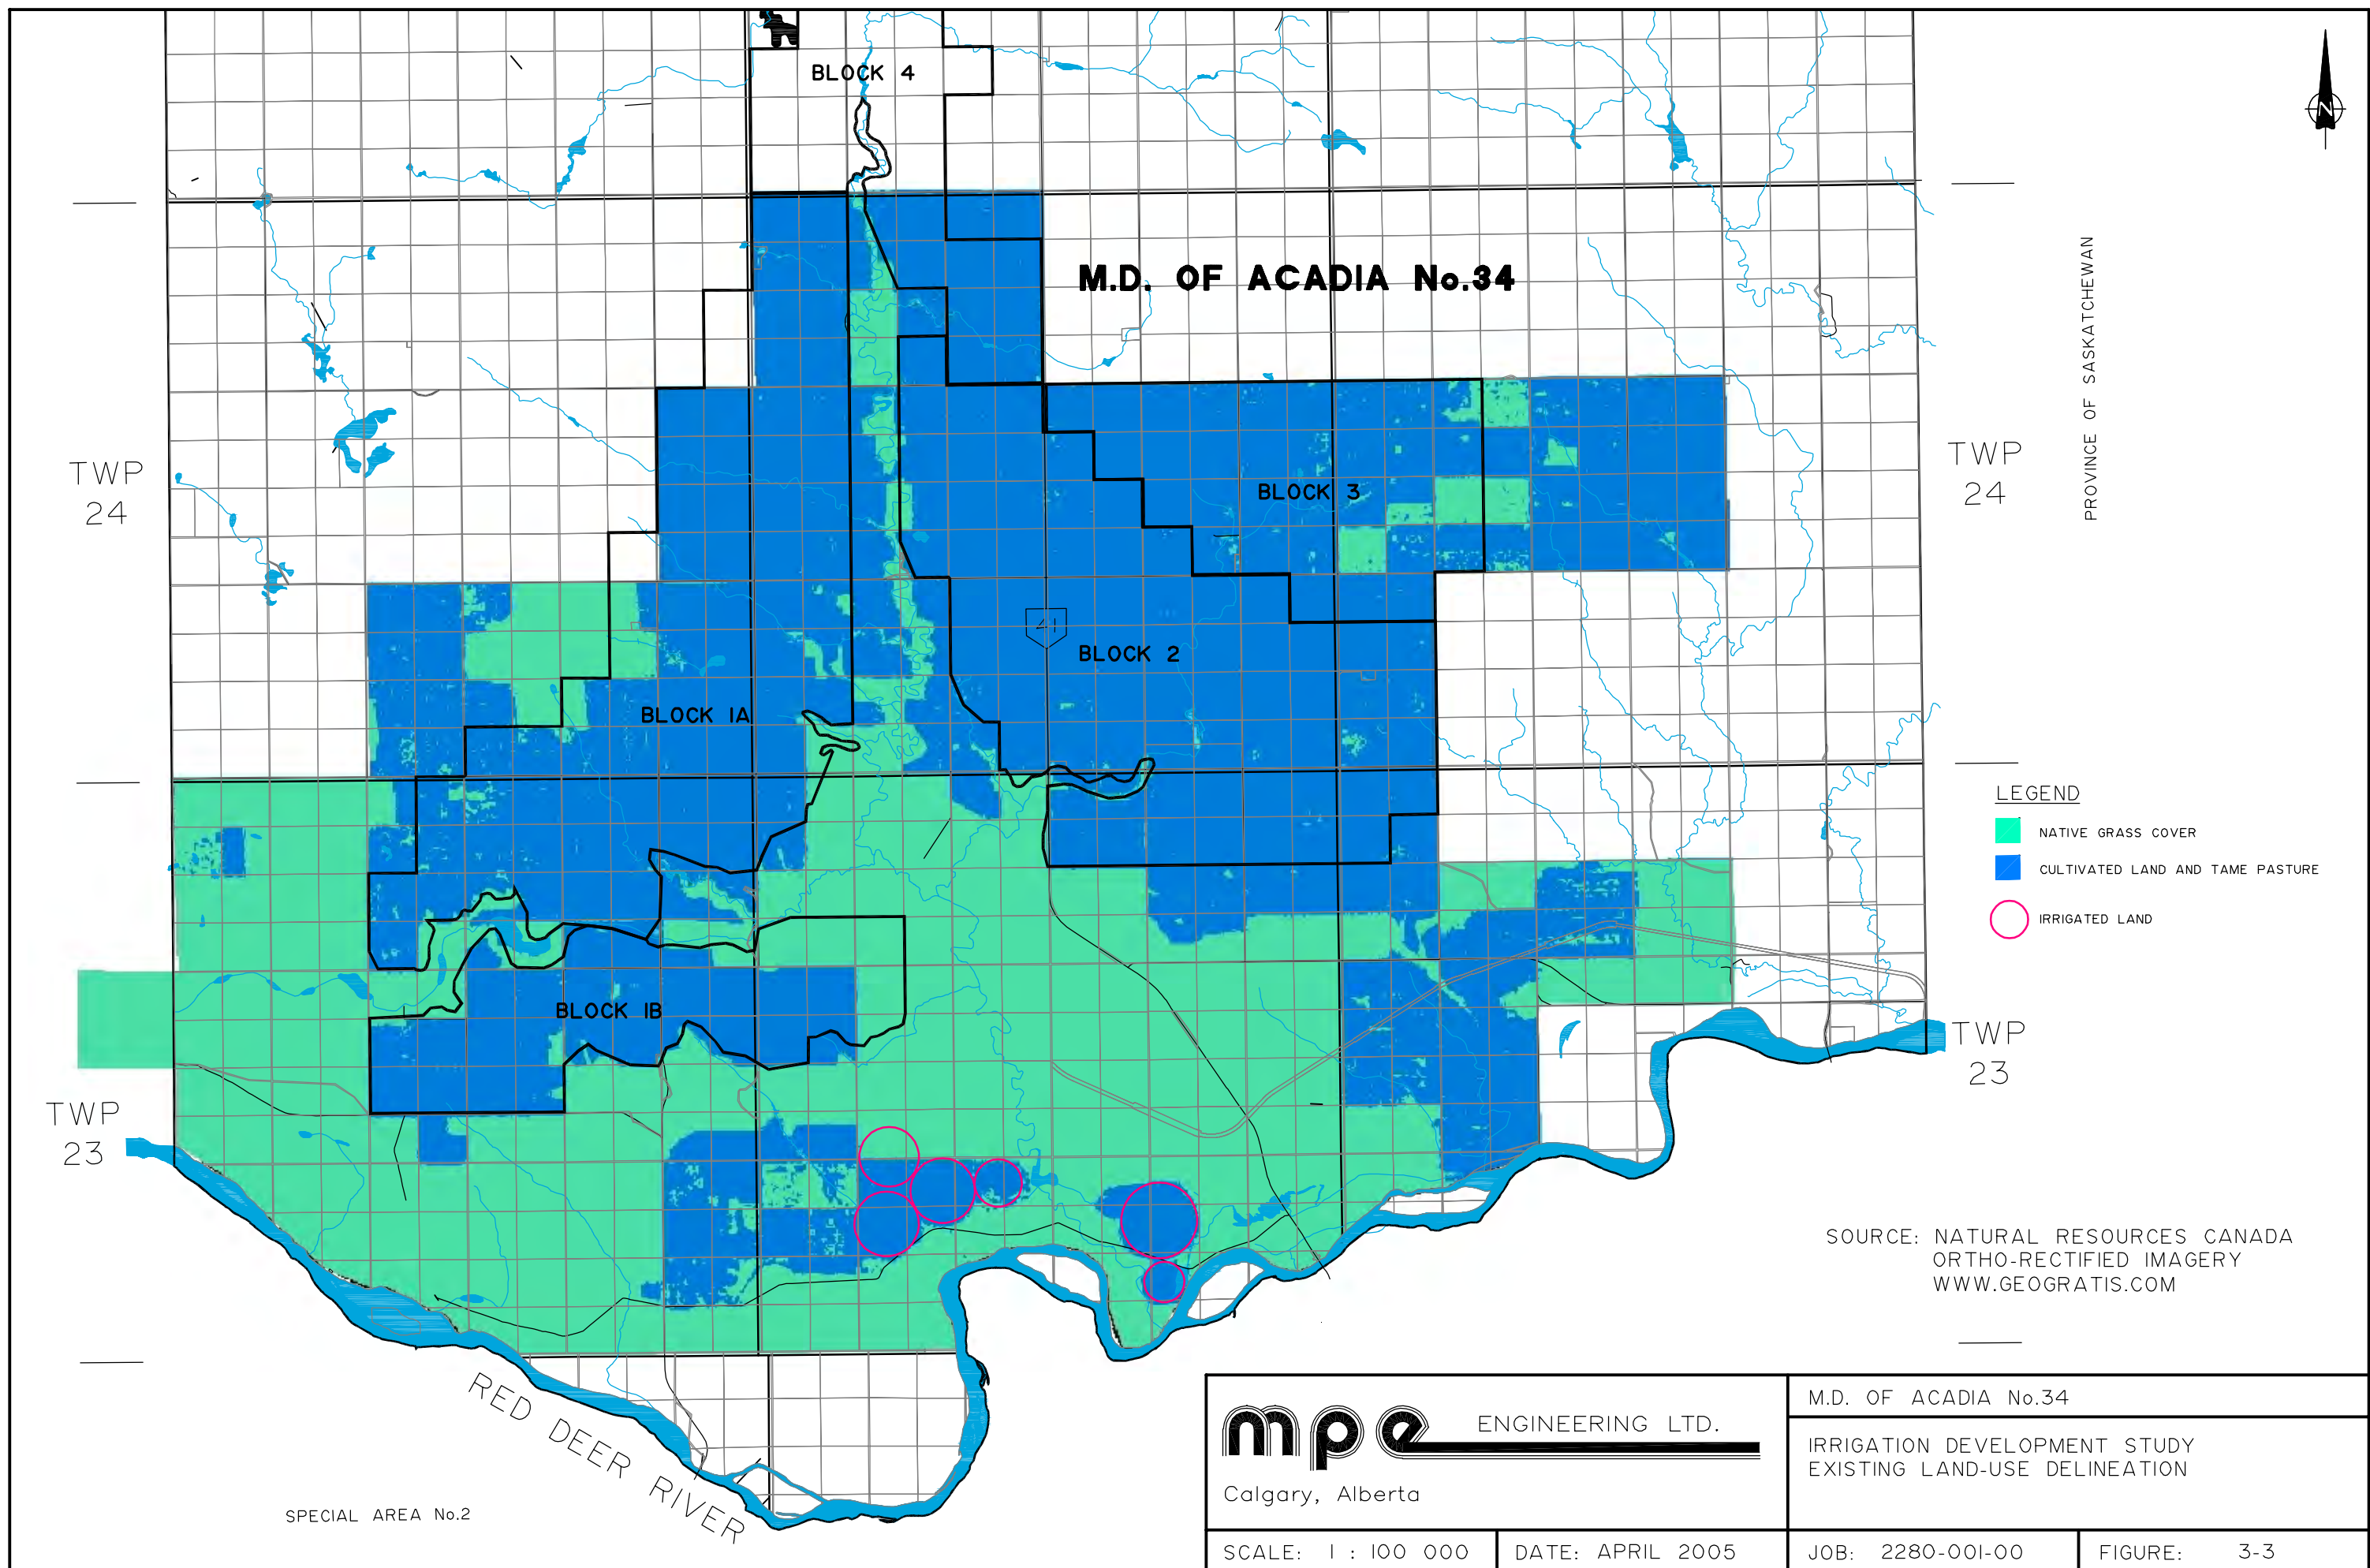 BLOCK 4
M.D. OF ACADIA No.34
PROVINCE OF SASKATCHEWAN
TWP
24
TWP
24
BLOCK 3
41
BLOCK 2
BLOCK 1A
LEGEND
NATIVE GRASS COVER
CULTIVATED LAND AND TAME PASTURE
IRRIGATED LAND
BLOCK 1B
TWP
23
TWP
23
N
SOURCE: NATURAL RESOURCES CANADA
ORTHO-RECTIFIED IMAGERY
WWW.GEOGRATIS.COM
RED DEER RIVER
SPECIAL AREA No.2
mpe ENGINEERING LTD.
Calgary, Alberta
M.D. OF ACADIA No.34
IRRIGATION DEVELOPMENT STUDY
EXISTING LAND-USE DELINEATION
SCALE: 1 : 100 000
DATE: APRIL 2005
JOB: 2280-001-00
FIGURE: 3-3